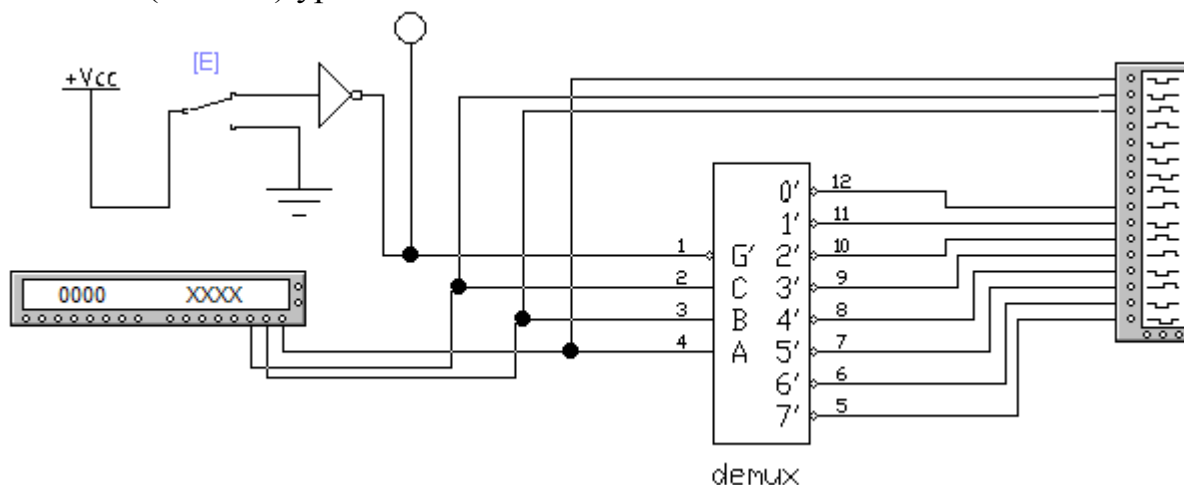 [E]
+Vcc
0' 12
1' 11
1 G' 2' 10
2 C 3' 9
3 B 4' 8
4 A 5' 7
6' 6
7' 5
0000 XXXX
demux